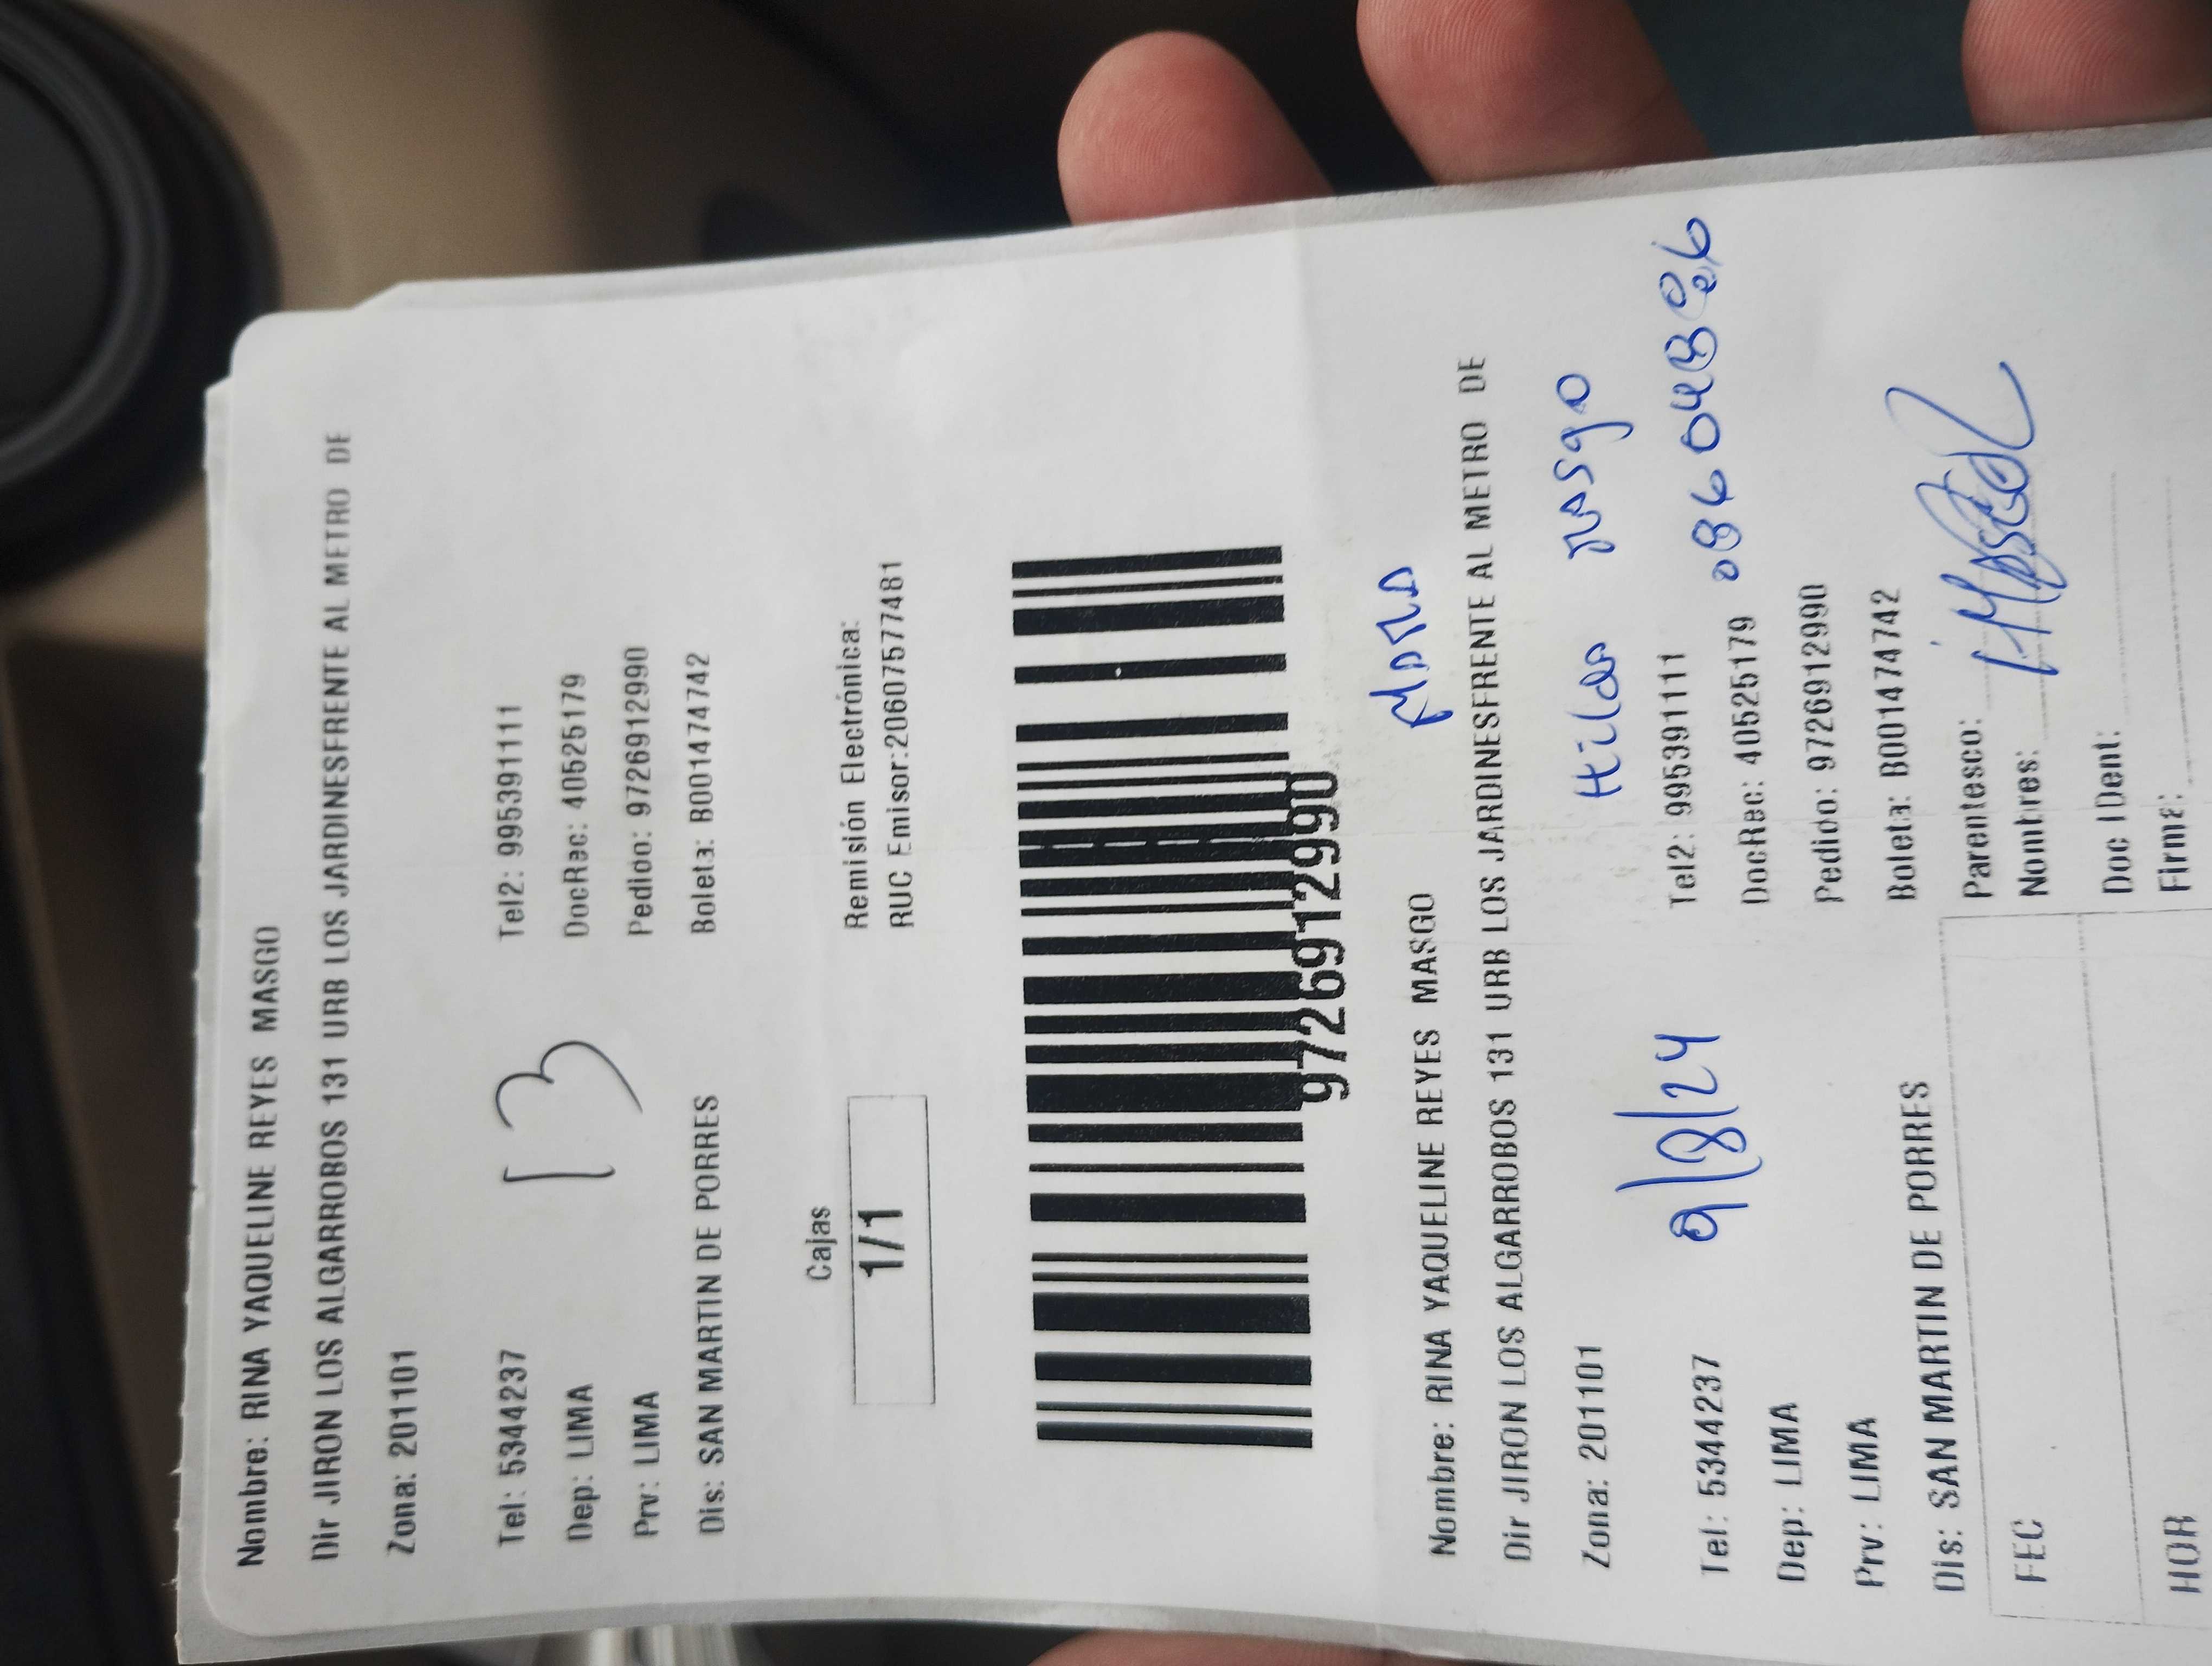 Nombre: RINA YAQUELINE REYES MASGO
Dir JIRON LOS ALGARROBOS 131 URB LOS JARDINESFRENTE AL METRO DE
Zona: 201101
13
Tel: 5344237 Tel2: 995391111
Dep: LIMA DocRec: 40525179
Prv: LIMA Pedido: 9726912990
Dis: SAN MARTIN DE PORRES Boleta: B001474742
Cajas
1/1
Remisión Electrónica:
RUC Emisor:20607577481
9726912990
Nombre: RINA YAQUELINE REYES MASGO
Dir JIRON LOS ALGARROBOS 131 URB LOS JARDINESFRENTE AL METRO DE
Zona: 201101 Hilda Masgo
9/8/24
Tel: 5344237 Tel2: 995391111
Dep: LIMA DocRec: 40525179
Prv: LIMA Pedido: 9726912990
Dis: SAN MARTIN DE PORRES Boleta: B001474742
FEC
HOR
Parentesco:
Nombres:
Doc IDent:
Firma: